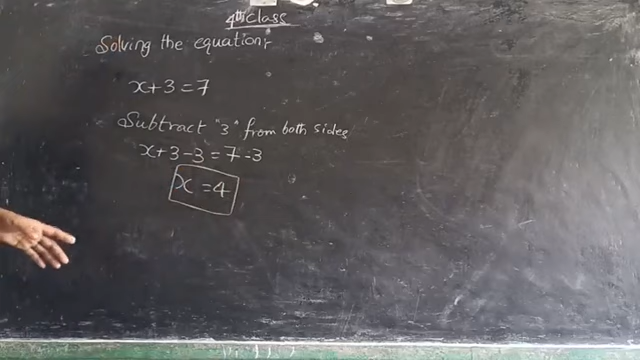 4th class
Solving the equation:
x+3=7
Subtract "3" from both sides
x+3-3=7-3
x=4